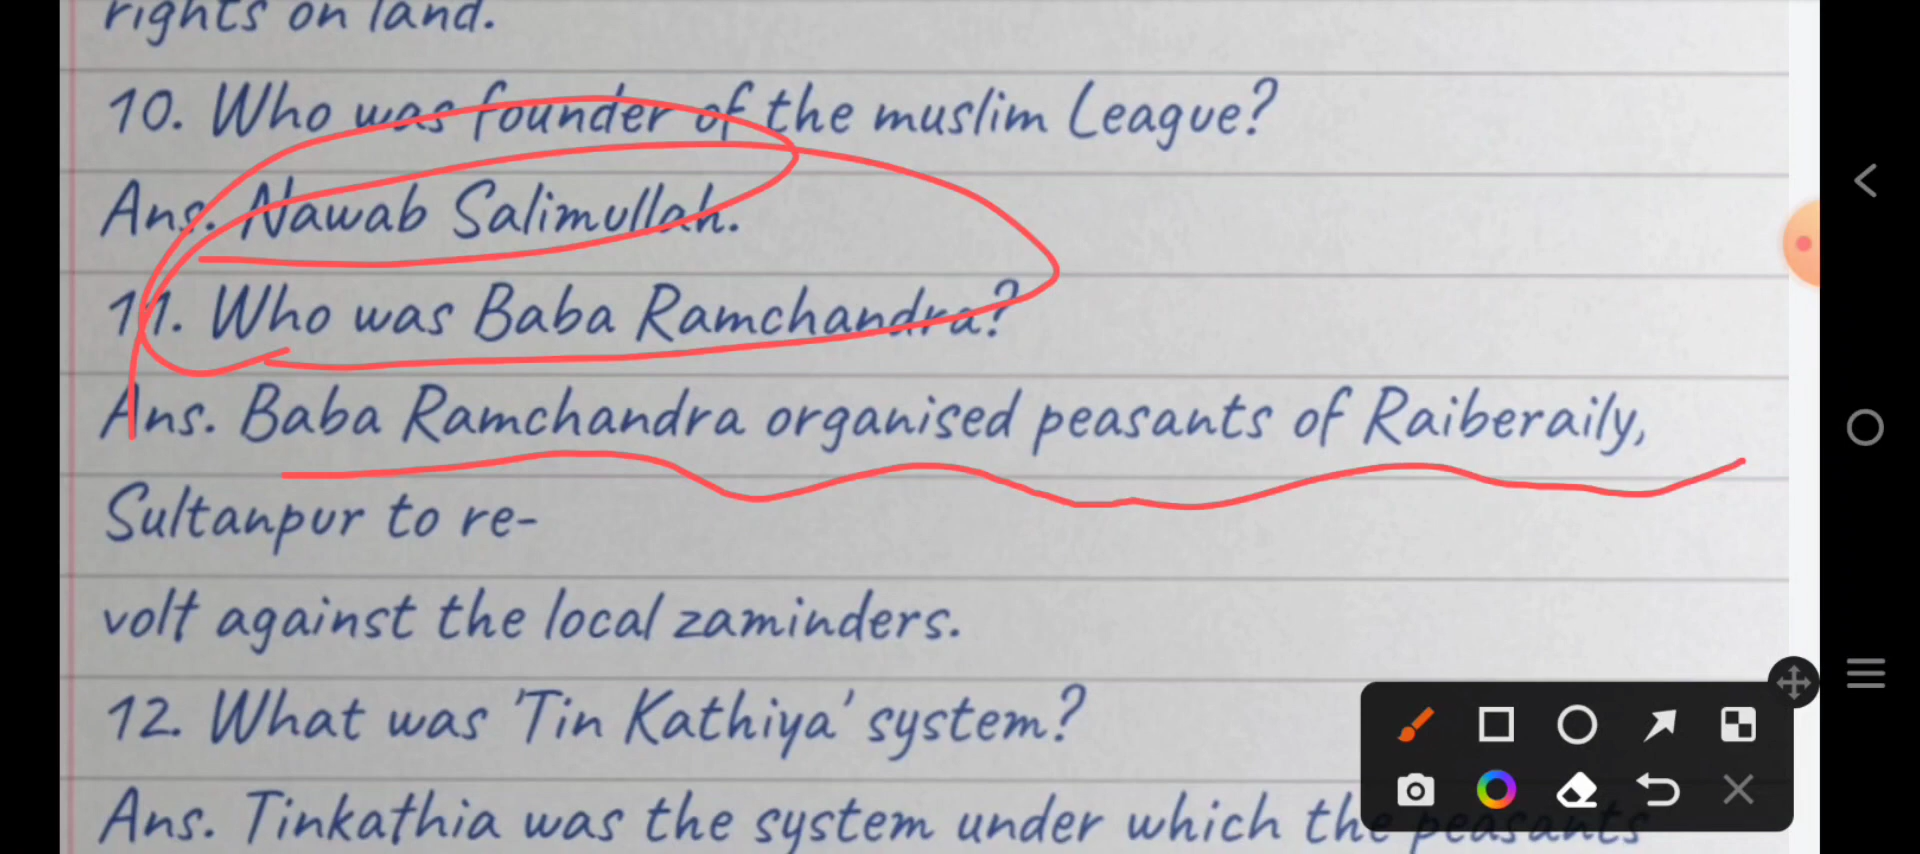 rights on land.
10. Who was founder of the muslim League?
Ans. Nawab Salimullah.
11. Who was Baba Ramchandra?
Ans. Baba Ramchandra organised peasants of Raiberaily,
Sultanpur to re-
volt against the local zaminders.
12. What was 'Tin Kathiya' system?
Ans. Tinkathia was the system under which the peasants